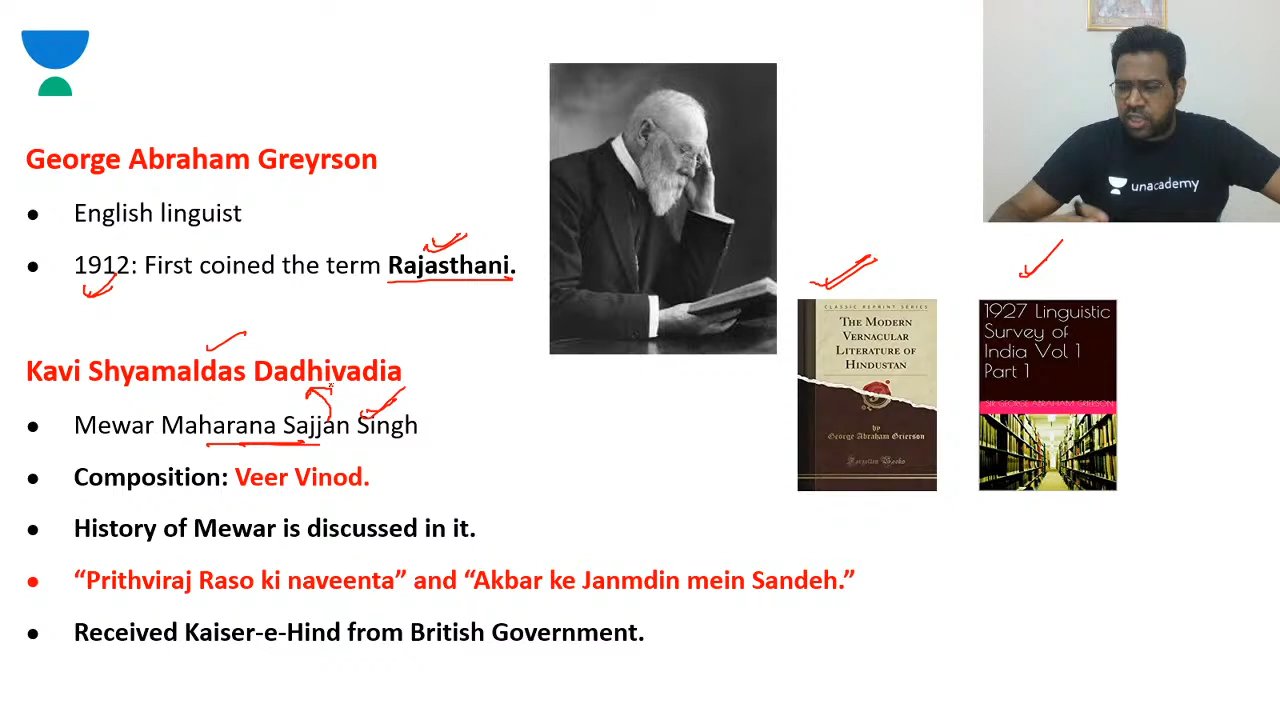 unacademy
George Abraham Greyrson
● English linguist
● 1912: First coined the term Rajasthani.
Kavi Shyamaldas Dadhivadia
● Mewar Maharana Sajjan Singh
● Composition: Veer Vinod.
● History of Mewar is discussed in it.
● “Prithviraj Raso ki naveenta” and “Akbar ke Janmdin mein Sandeh.”
● Received Kaiser-e-Hind from British Government.
CLASSIC REPRINT SERIES
THE MODERN
VERNACULAR
LITERATURE OF
HINDUSTAN
by
George Abraham Grierson
Forgotten Books
1927 Linguistic
Survey of
India Vol 1
Part 1
SIR GEORGE ABRAHAM GRIERSON